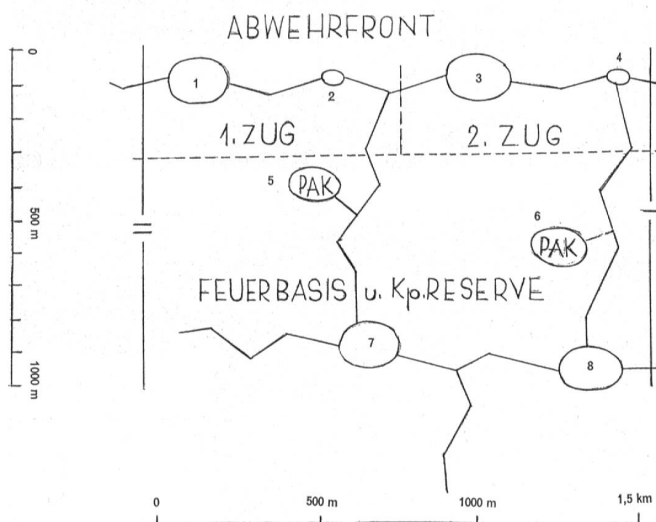 ABWEHRFRONT
0
1
2
3
4
1. ZUG
2. ZUG
5
PAK
500 m
6
PAK
FEUERBASIS u. Kp. RESERVE
7
8
1000 m
0
500 m
1000 m
1,5 km